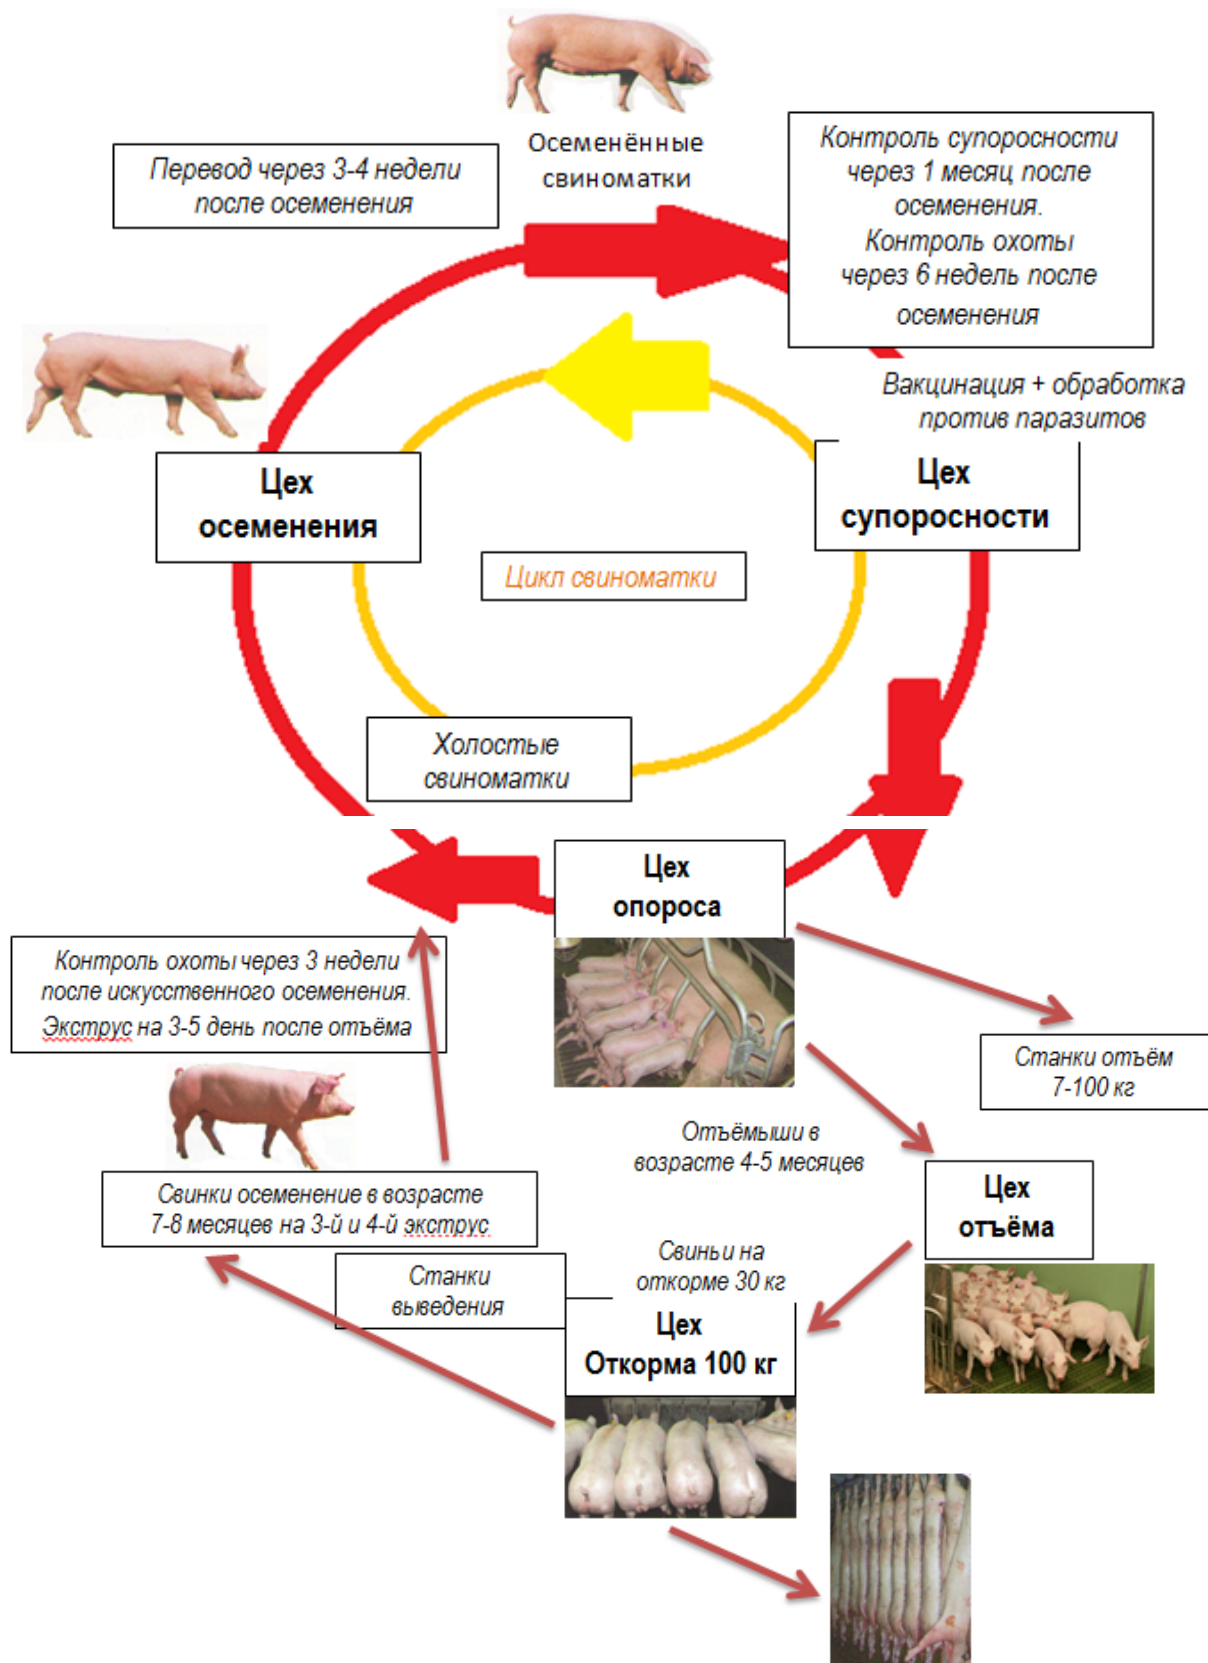 Осеменённые
свиноматки
Перевод через 3-4 недели
после осеменения
Контроль супоросности
через 1 месяц после
осеменения.
Контроль охоты
через 6 недель после
осеменения
Вакцинация + обработка
против паразитов
Цех
осеменения
Цех
супоросности
Цикл свиноматки
Холостые
свиноматки
Цех
опороса
Контроль охоты через 3 недели
после искусственного осеменения.
Экструс на 3-5 день после отъёма
Станки отъём
7-100 кг
Отъёмыши в
возрасте 4-5 месяцев
Цех
отъёма
Свинки осеменение в возрасте
7-8 месяцев на 3-й и 4-й экструс
Станки
выведения
Свиньи на
откорме 30 кг
Цех
Откорма 100 кг